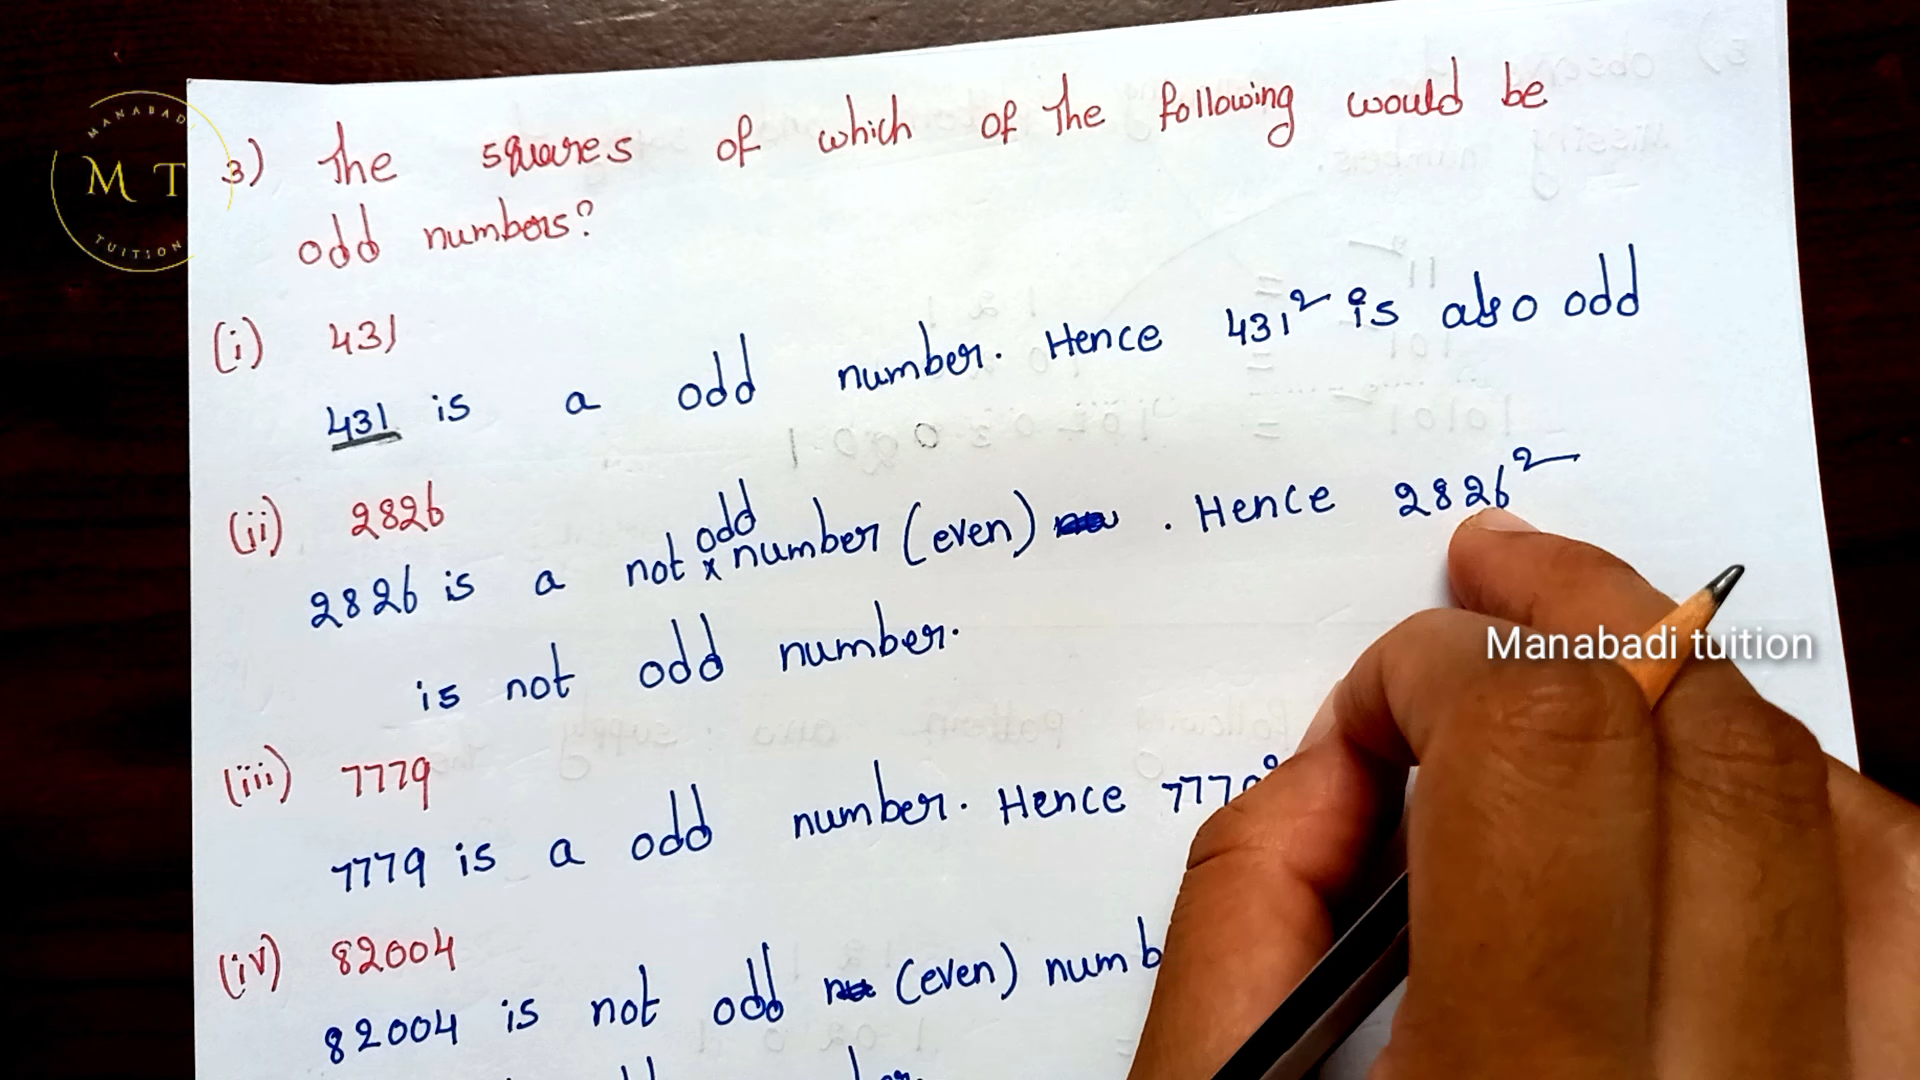 MANABADI
M T
TUITION
3) The squares of which of the following would be
odd numbers?
(i) 431
431 is a odd number. Hence 431² is also odd
(ii) 2826
2826 is a not odd number (even) . Hence 2826²
is not odd number.
(iii) 7779
7779 is a odd number. Hence
(iv) 82004
82004 is not odd (even) numb
Manabadi tuition